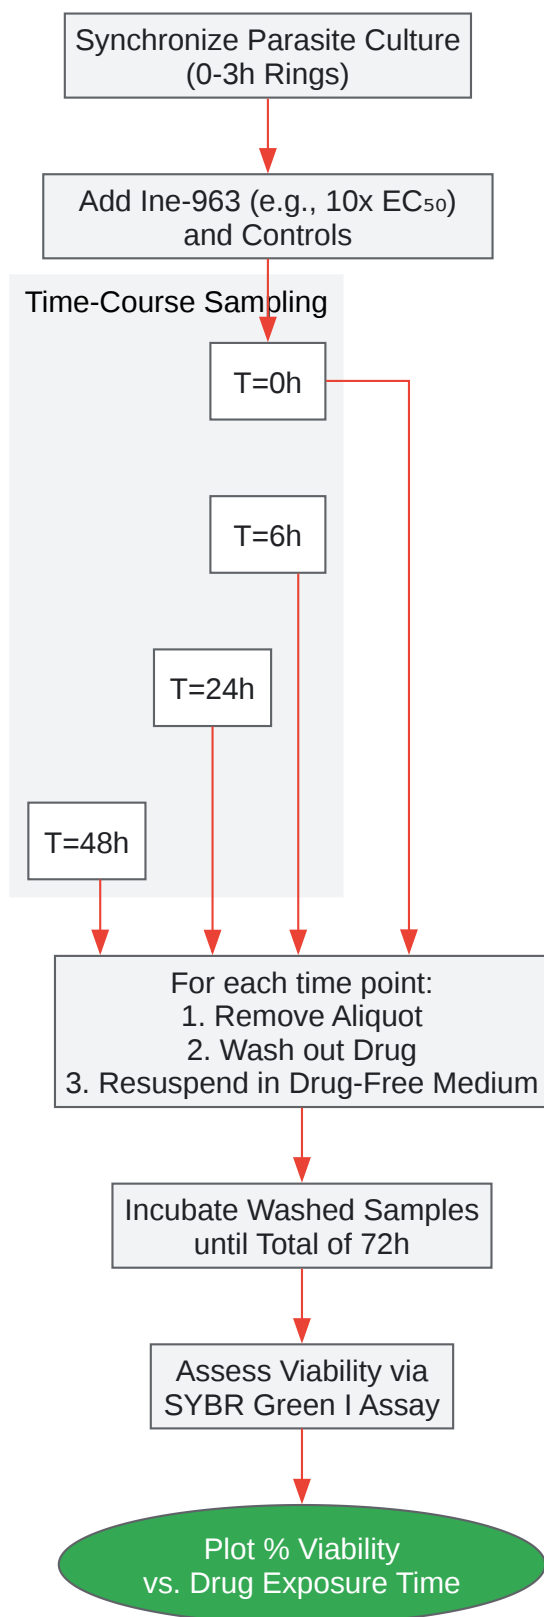 Synchronize Parasite Culture
(0-3h Rings)
Add Ine-963 (e.g., 10x EC₅₀)
and Controls
Time-Course Sampling
T=0h
T=6h
T=24h
T=48h
For each time point:
1. Remove Aliquot
2. Wash out Drug
3. Resuspend in Drug-Free Medium
Incubate Washed Samples
until Total of 72h
Assess Viability via
SYBR Green I Assay
Plot % Viability
vs. Drug Exposure Time